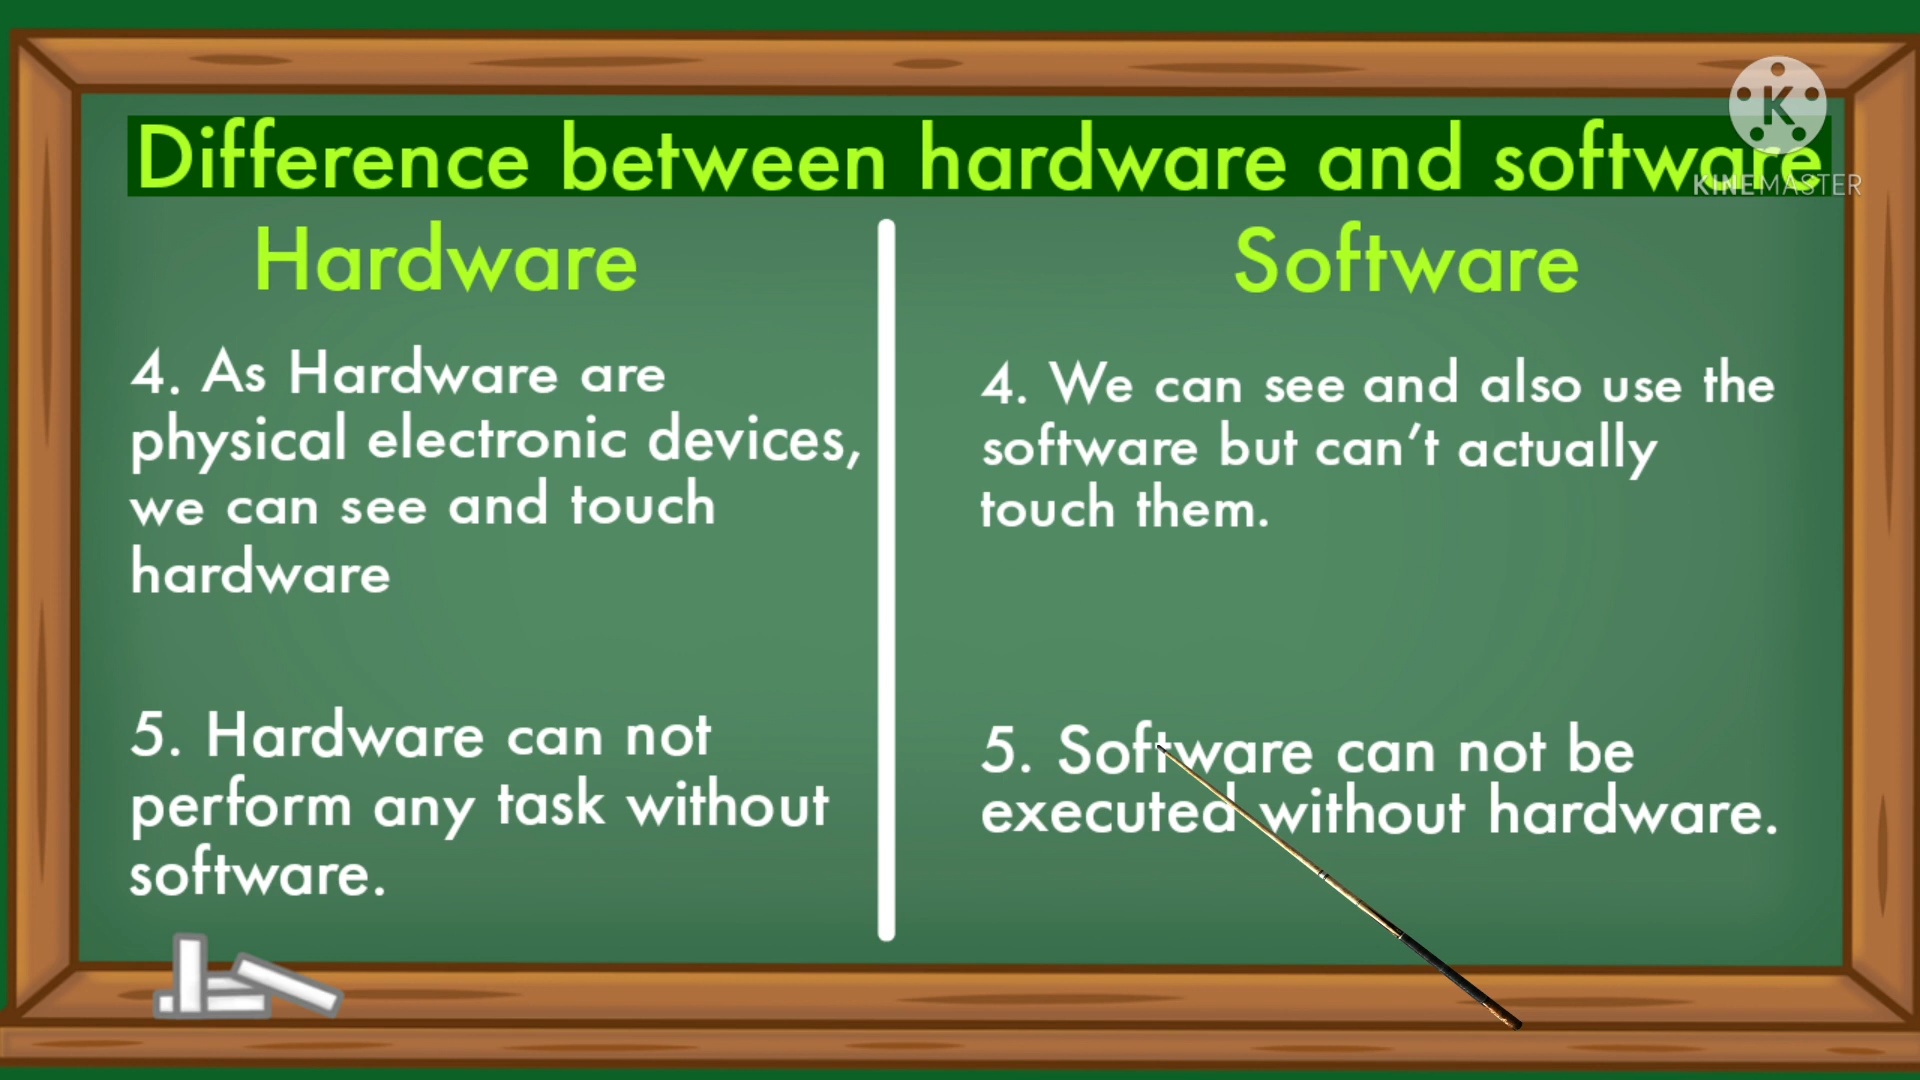 Difference between hardware and software
K
KINEMASTER
Hardware
4. As Hardware are
physical electronic devices,
we can see and touch
hardware
5. Hardware can not
perform any task without
software.
Software
4. We can see and also use the
software but can’t actually
touch them.
5. Software can not be
executed without hardware.